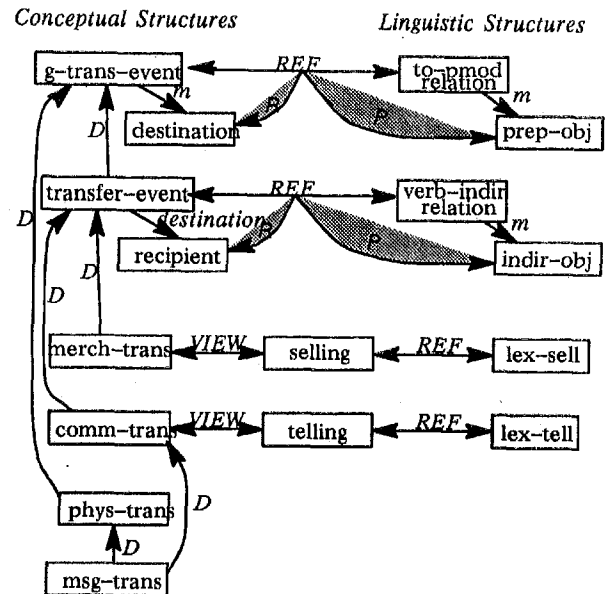 Conceptual Structures
Linguistic Structures
g-trans-event
REF
to-pmod
relation
m
m
D
destination
R
P
prep-obj
transfer-event
REF
verb-indir
relation
D
destination
m
recipient
R
P
indir-obj
D
D
merch-trans
VIEW
selling
REF
lex-sell
comm-trans
VIEW
telling
REF
lex-tell
phys-trans
D
D
msg-trans